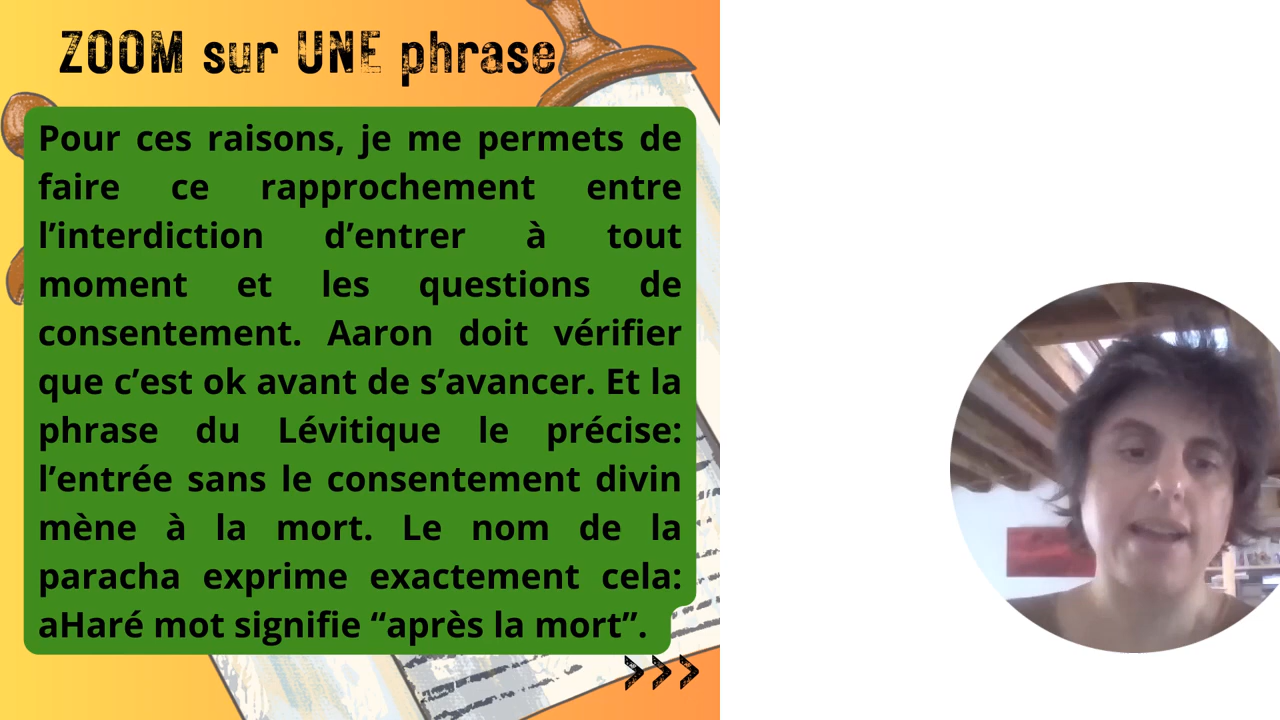 ZOOM sur UNE phrase
Pour ces raisons, je me permets de
faire ce rapprochement entre
l’interdiction d’entrer à tout
moment et les questions de
consentement. Aaron doit vérifier
que c’est ok avant de s’avancer. Et la
phrase du Lévitique le précise:
l’entrée sans le consentement divin
mène à la mort. Le nom de la
paracha exprime exactement cela:
aHaré mot signifie “après la mort”.
>>>